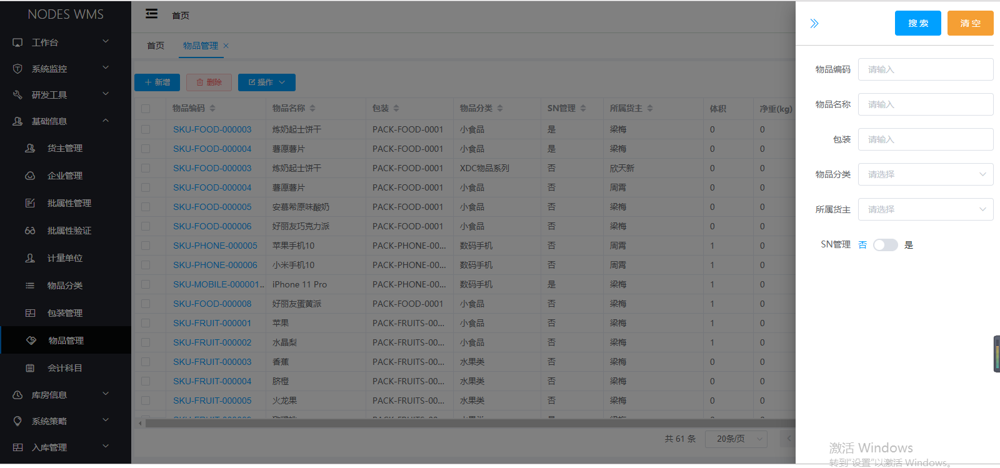 NODES WMS
工作台
系统监控
研发工具
基础信息
货主管理
企业管理
批属性管理
批属性验证
计量单位
物品分类
包装管理
物品管理
会计科目
库房信息
系统策略
入库管理
首页
首页 物品管理 ×
+ 新增 删除 操作
物品编码 物品名称 包装 物品分类 SN管理 所属货主 体积 净重(kg)
SKU-FOOD-000003 炼奶起士饼干 PACK-FOOD-0001 小食品 是 梁梅 0 0
SKU-FOOD-000004 薯愿薯片 PACK-FOOD-0001 小食品 是 梁梅 0 0
SKU-FOOD-000003 炼奶起士饼干 PACK-FOOD-0001 XDC物品系列 否 欣天新 0 0
SKU-FOOD-000004 薯愿薯片 PACK-FOOD-0001 小食品 否 周霄 0 0
SKU-FOOD-000005 安慕希原味酸奶 PACK-FOOD-0001 小食品 否 梁梅 0 0
SKU-FOOD-000006 好丽友巧克力派 PACK-FOOD-0001 小食品 否 梁梅 0 0
SKU-PHONE-000005 苹果手机10 PACK-PHONE-00... 数码手机 否 周霄 1 0
SKU-PHONE-000006 小米手机10 PACK-PHONE-00... 数码手机 否 周霄 1 0
SKU-MOBILE-000001.. iPhone 11 Pro PACK-PHONE-00... 数码手机 是 梁梅 1 0
SKU-FOOD-000008 好丽友蛋黄派 PACK-FOOD-0001 小食品 否 梁梅 1 0
SKU-FRUIT-000001 苹果 PACK-FRUITS-00... 小食品 否 梁梅 1 0
SKU-FRUIT-000002 水晶梨 PACK-FRUITS-00... 小食品 否 梁梅 1 0
SKU-FRUIT-000003 香蕉 PACK-FRUITS-00... 水果类 否 梁梅 0 0
SKU-FRUIT-000004 脐橙 PACK-FRUITS-00... 水果类 否 梁梅 0 0
SKU-FRUIT-000005 火龙果 PACK-FRUITS-00... 水果类 否 梁梅 0 0
共 61 条 20条/页
搜 索 清 空
物品编码 请输入
物品名称 请输入
包装 请输入
物品分类 请选择
所属货主 请选择
SN管理 否 是
激活 Windows
转到"设置"以激活 Windows。